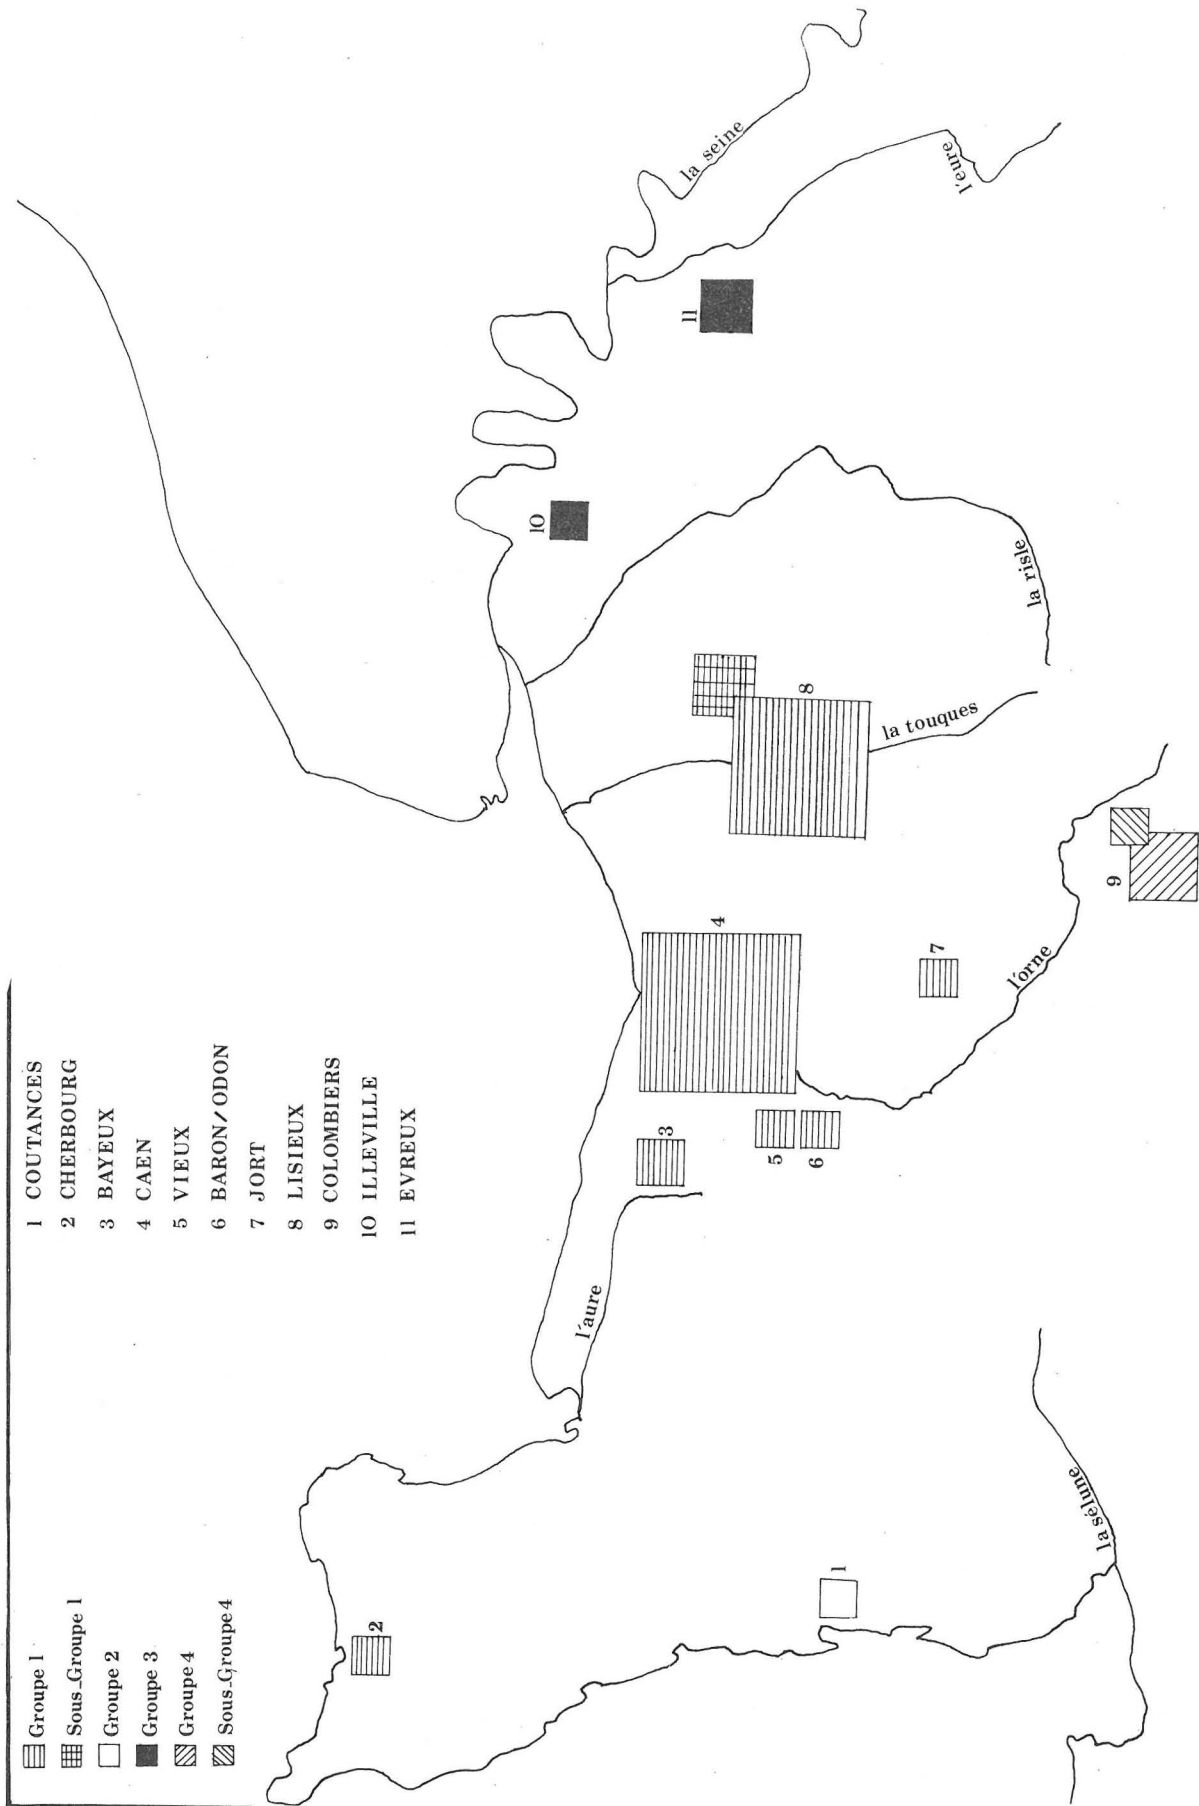 Groupe 1
Sous_Groupe 1
Groupe 2
Groupe 3
Groupe 4
Sous_Groupe 4
1 COUTANCES
2 CHERBOURG
3 BAYEUX
4 CAEN
5 VIEUX
6 BARON/ODON
7 JORT
8 LISIEUX
9 COLOMBIERS
10 ILLEVILLE
11 EVREUX
2
1
la sélune
l'aure
3
5
6
4
7
l'orne
9
8
la touques
la risle
10
11
la seine
l'eure